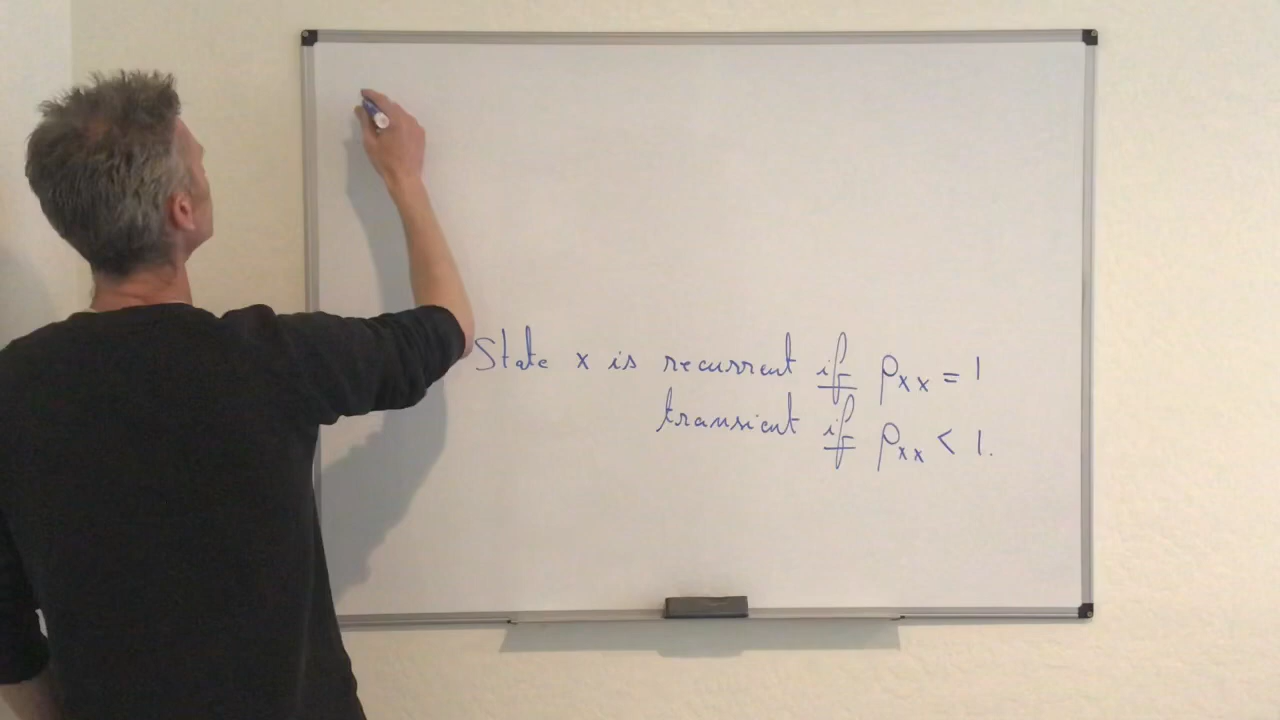 State x is recurrent if ρxx = 1
transient if ρxx < 1.